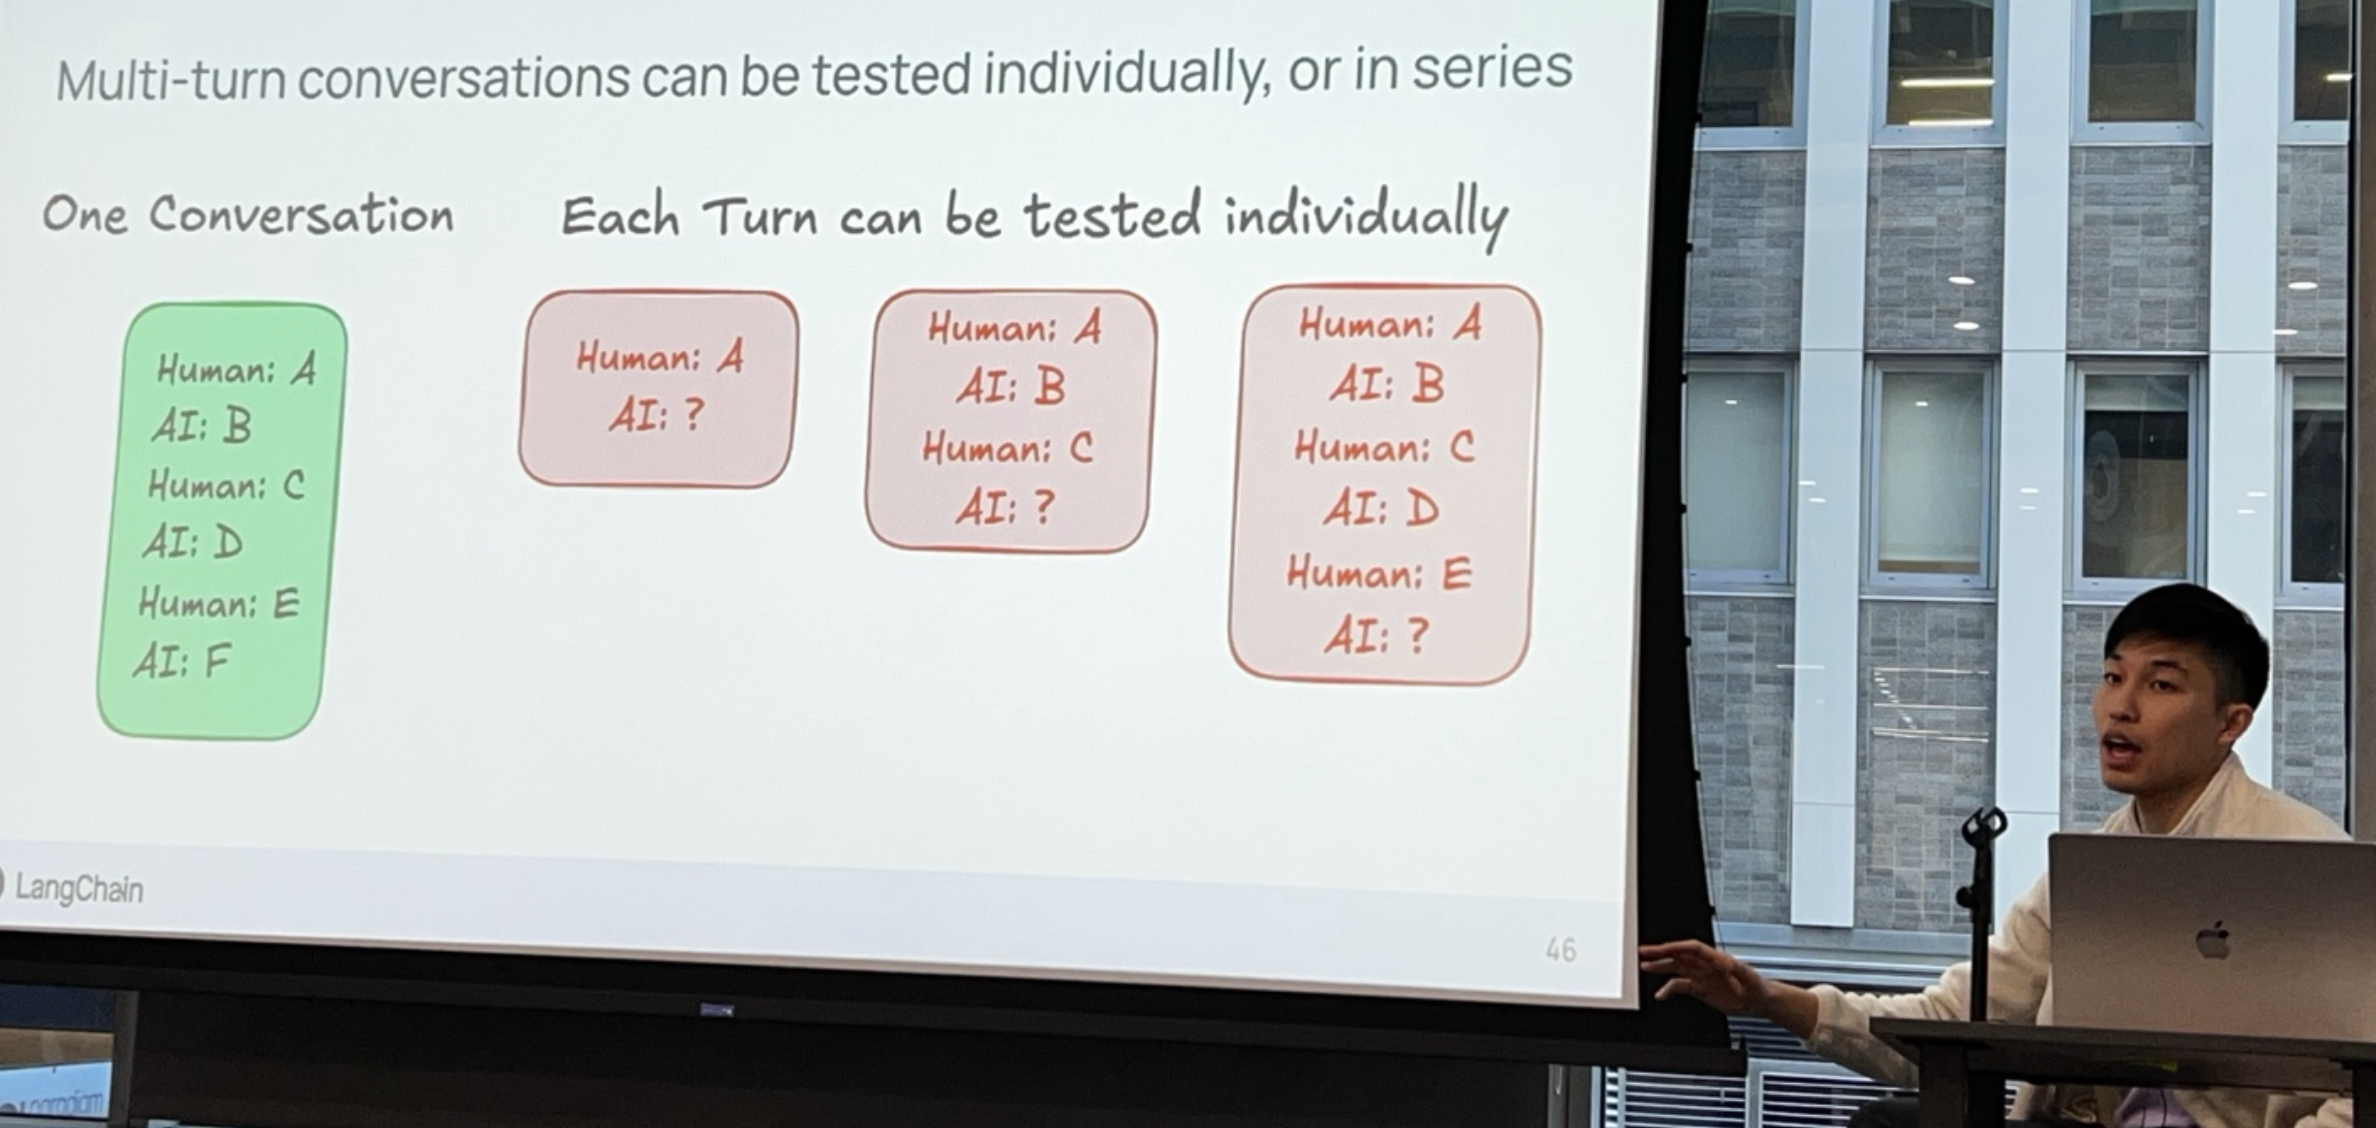 Multi-turn conversations can be tested individually, or in series
One Conversation
Each Turn can be tested individually
Human: A
AI: B
Human: C
AI: D
Human: E
AI: F
Human: A
AI: ?
Human: A
AI: B
Human: C
AI: ?
Human: A
AI: B
Human: C
AI: D
Human: E
AI: ?
LangChain
46